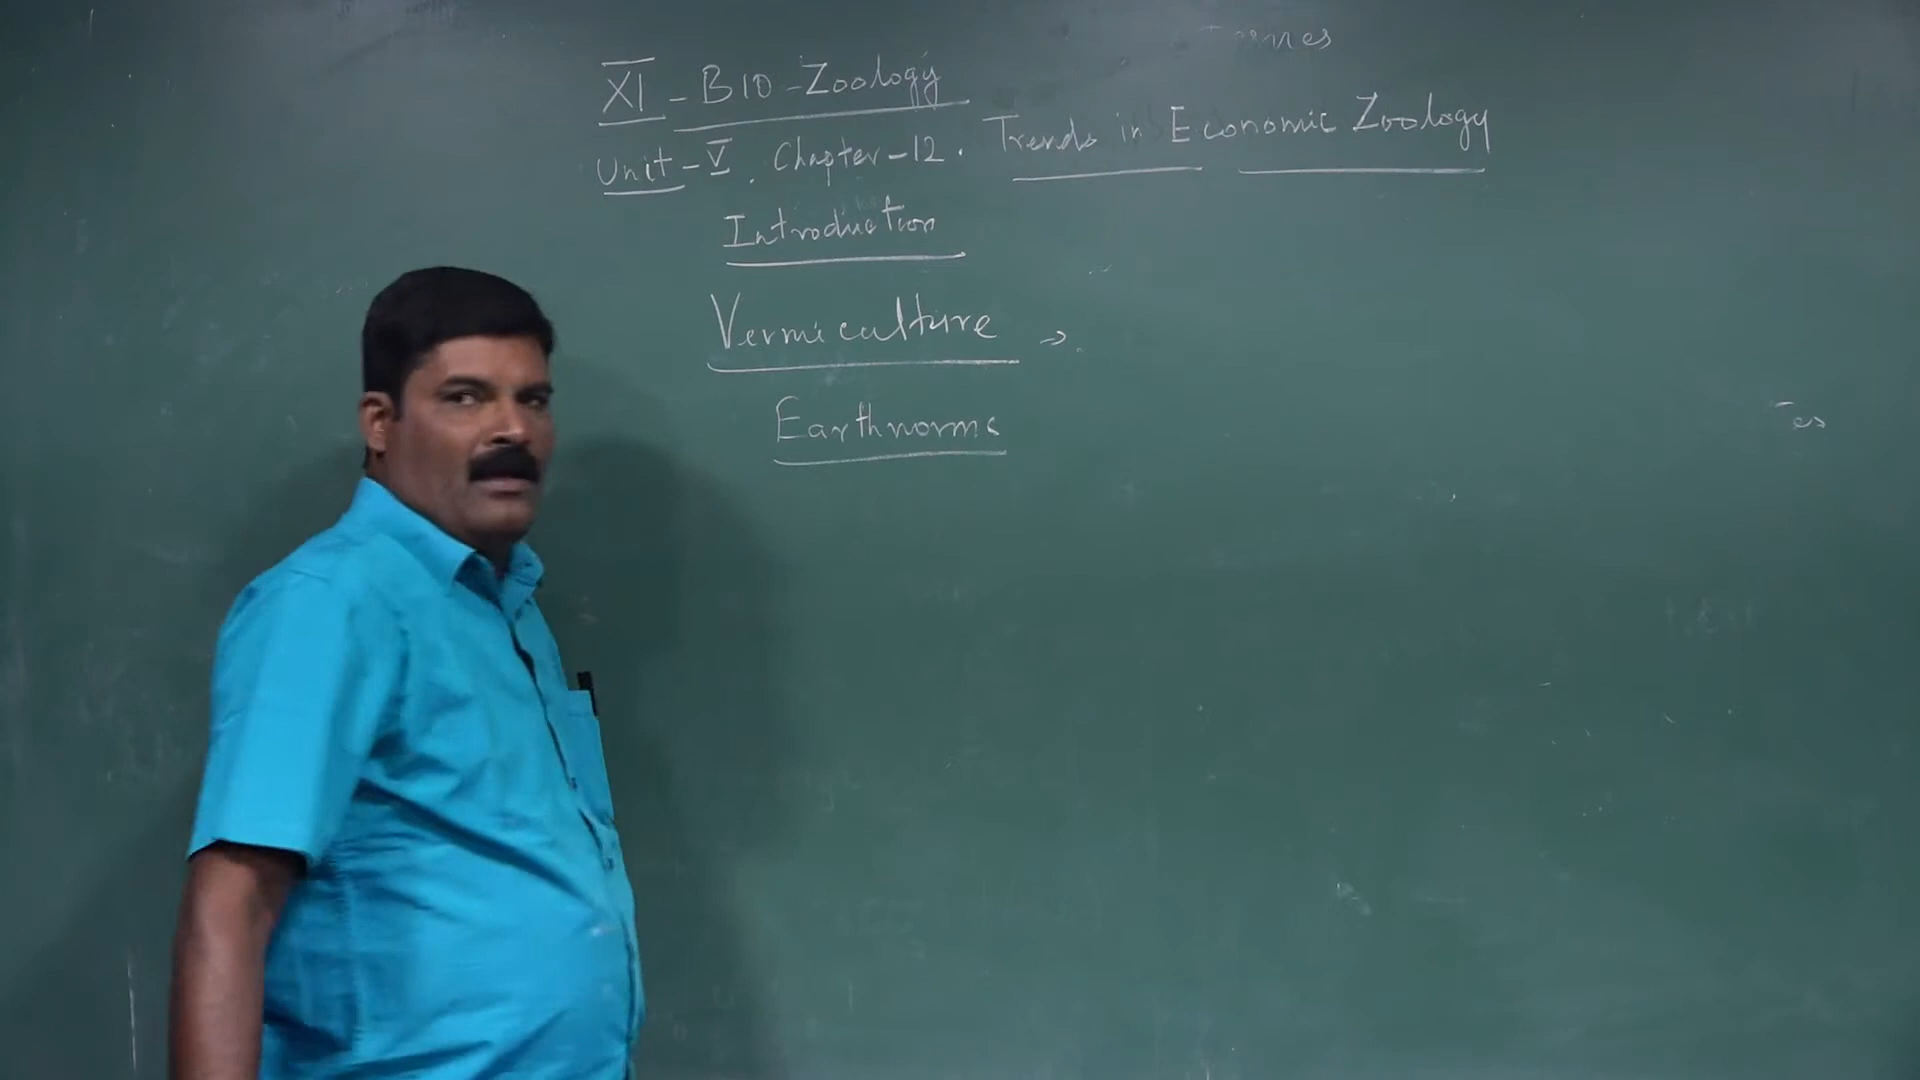 XI - BIO - Zoology
Unit - V. Chapter - 12. Trends in Economic Zoology
Introduction
Vermiculture →
Earthworms